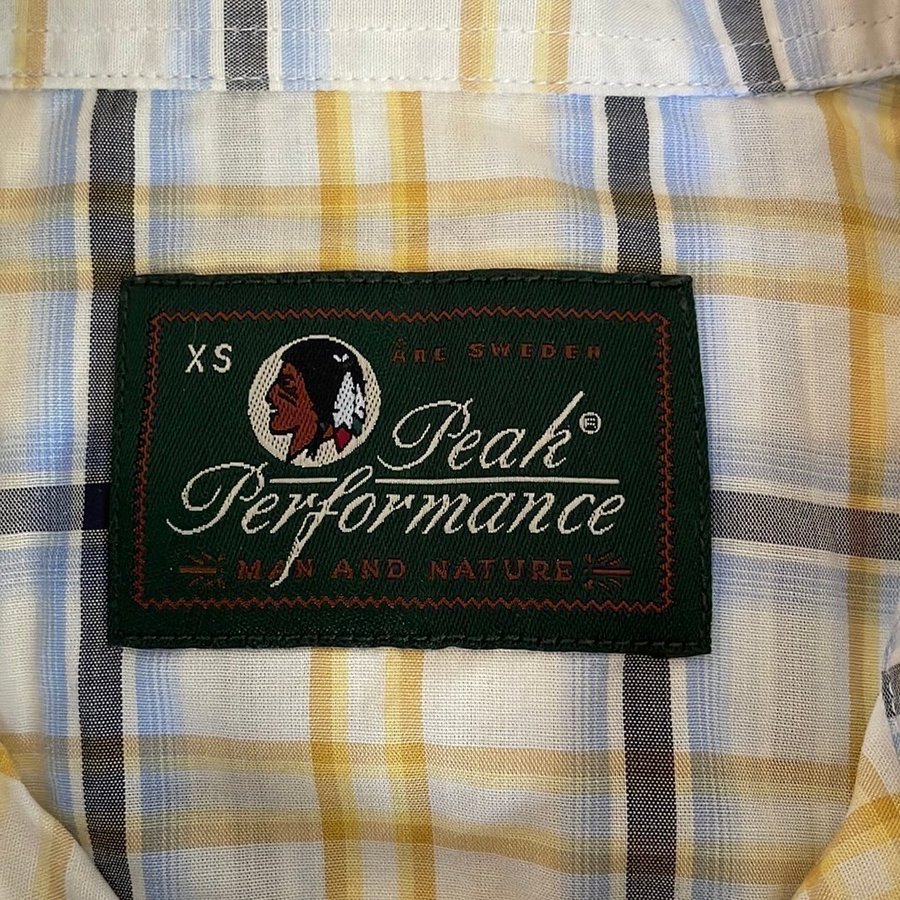 XS
ÅRE SWEDEN
Peak®
Performance
MAN AND NATURE